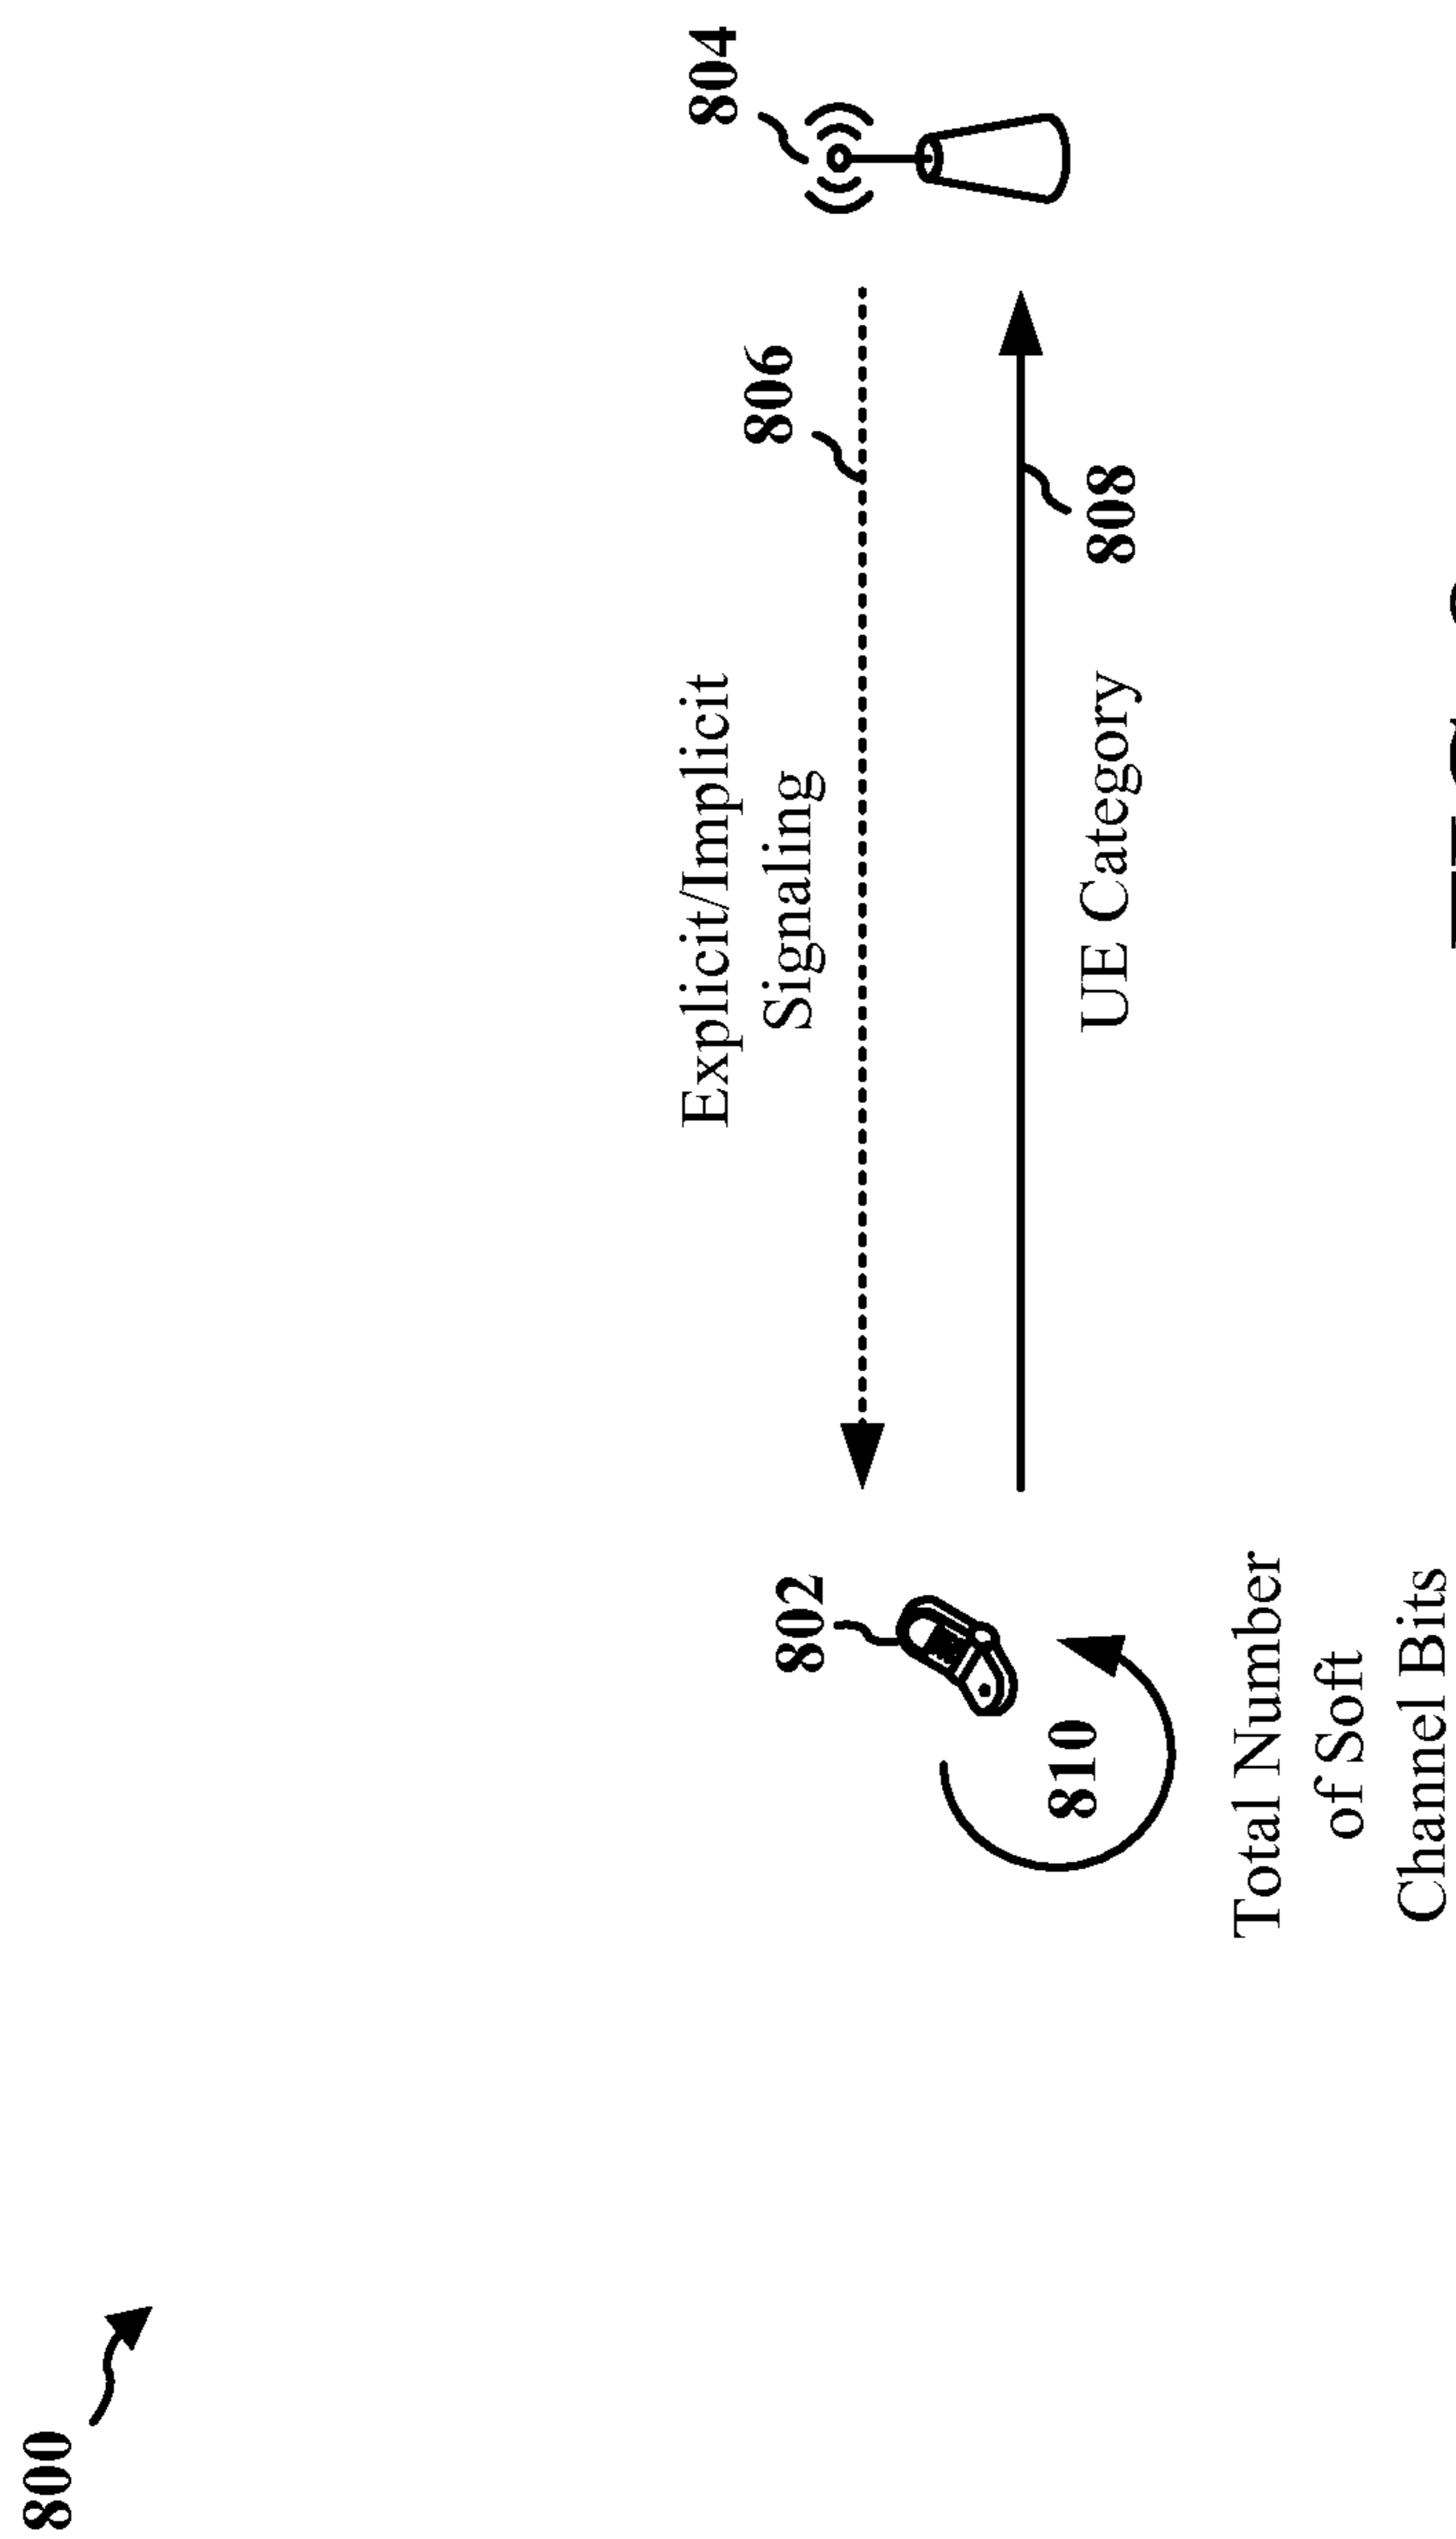 800
804
806
Explicit/Implicit
Signaling
808
UE Category
802
810
Total Number
of Soft
Channel Bits